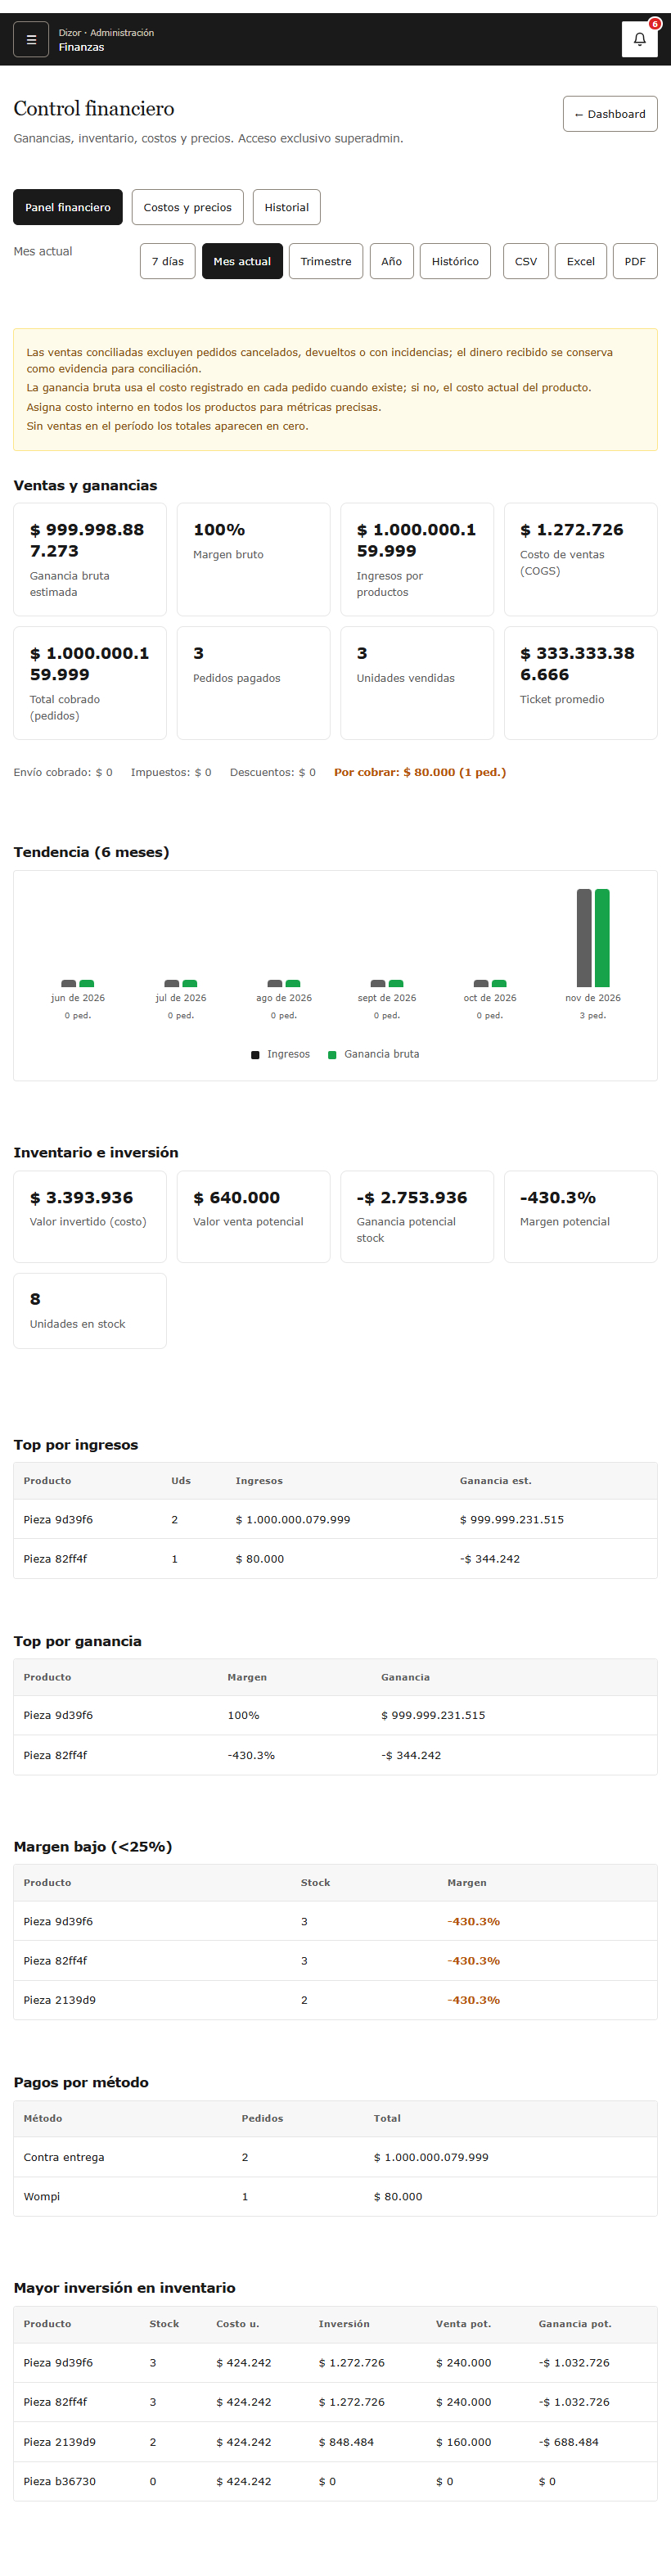 Dizor · Administración
Finanzas
6
Control financiero
← Dashboard
Ganancias, inventario, costos y precios. Acceso exclusivo superadmin.
Panel financiero
Costos y precios
Historial
Mes actual
7 días
Mes actual
Trimestre
Año
Histórico
CSV
Excel
PDF
Las ventas conciliadas excluyen pedidos cancelados, devueltos o con incidencias; el dinero recibido se conserva
como evidencia para conciliación.
La ganancia bruta usa el costo registrado en cada pedido cuando existe; si no, el costo actual del producto.
Asigna costo interno en todos los productos para métricas precisas.
Sin ventas en el período los totales aparecen en cero.
Ventas y ganancias
$ 999.998.88
7.273
Ganancia bruta
estimada
100%
Margen bruto
$ 1.000.000.1
59.999
Ingresos por
productos
$ 1.272.726
Costo de ventas
(COGS)
$ 1.000.000.1
59.999
Total cobrado
(pedidos)
3
Pedidos pagados
3
Unidades vendidas
$ 333.333.38
6.666
Ticket promedio
Envío cobrado: $ 0 Impuestos: $ 0 Descuentos: $ 0 Por cobrar: $ 80.000 (1 ped.)
Tendencia (6 meses)
jun de 2026
0 ped.
jul de 2026
0 ped.
ago de 2026
0 ped.
sept de 2026
0 ped.
oct de 2026
0 ped.
nov de 2026
3 ped.
Ingresos
Ganancia bruta
Inventario e inversión
$ 3.393.936
Valor invertido (costo)
$ 640.000
Valor venta potencial
-$ 2.753.936
Ganancia potencial
stock
-430.3%
Margen potencial
8
Unidades en stock
Top por ingresos
Producto Uds Ingresos Ganancia est.
Pieza 9d39f6 2 $ 1.000.000.079.999 $ 999.999.231.515
Pieza 82ff4f 1 $ 80.000 -$ 344.242
Top por ganancia
Producto Margen Ganancia
Pieza 9d39f6 100% $ 999.999.231.515
Pieza 82ff4f -430.3% -$ 344.242
Margen bajo (<25%)
Producto Stock Margen
Pieza 9d39f6 3 -430.3%
Pieza 82ff4f 3 -430.3%
Pieza 2139d9 2 -430.3%
Pagos por método
Método Pedidos Total
Contra entrega 2 $ 1.000.000.079.999
Wompi 1 $ 80.000
Mayor inversión en inventario
Producto Stock Costo u. Inversión Venta pot. Ganancia pot.
Pieza 9d39f6 3 $ 424.242 $ 1.272.726 $ 240.000 -$ 1.032.726
Pieza 82ff4f 3 $ 424.242 $ 1.272.726 $ 240.000 -$ 1.032.726
Pieza 2139d9 2 $ 424.242 $ 848.484 $ 160.000 -$ 688.484
Pieza b36730 0 $ 424.242 $ 0 $ 0 $ 0